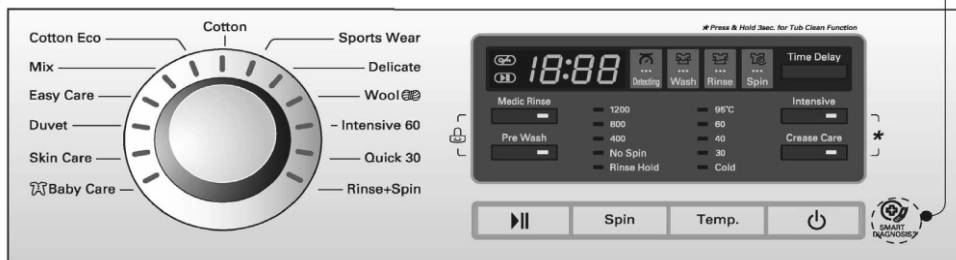 *Press & Hold 3sec. for Tub Clean Function
Cotton
Cotton Eco
Sports Wear
Mix
Delicate
Easy Care
Wool
Duvet
Intensive 60
Skin Care
Quick 30
Baby Care
Rinse+Spin
18:88
Detecting
Wash
Rinse
Spin
Time Delay
Medic Rinse
Pre Wash
1200
800
400
No Spin
Rinse Hold
95°C
60
40
30
Cold
Intensive
Crease Care
*
Spin
Temp.
SMART
DIAGNOSIS